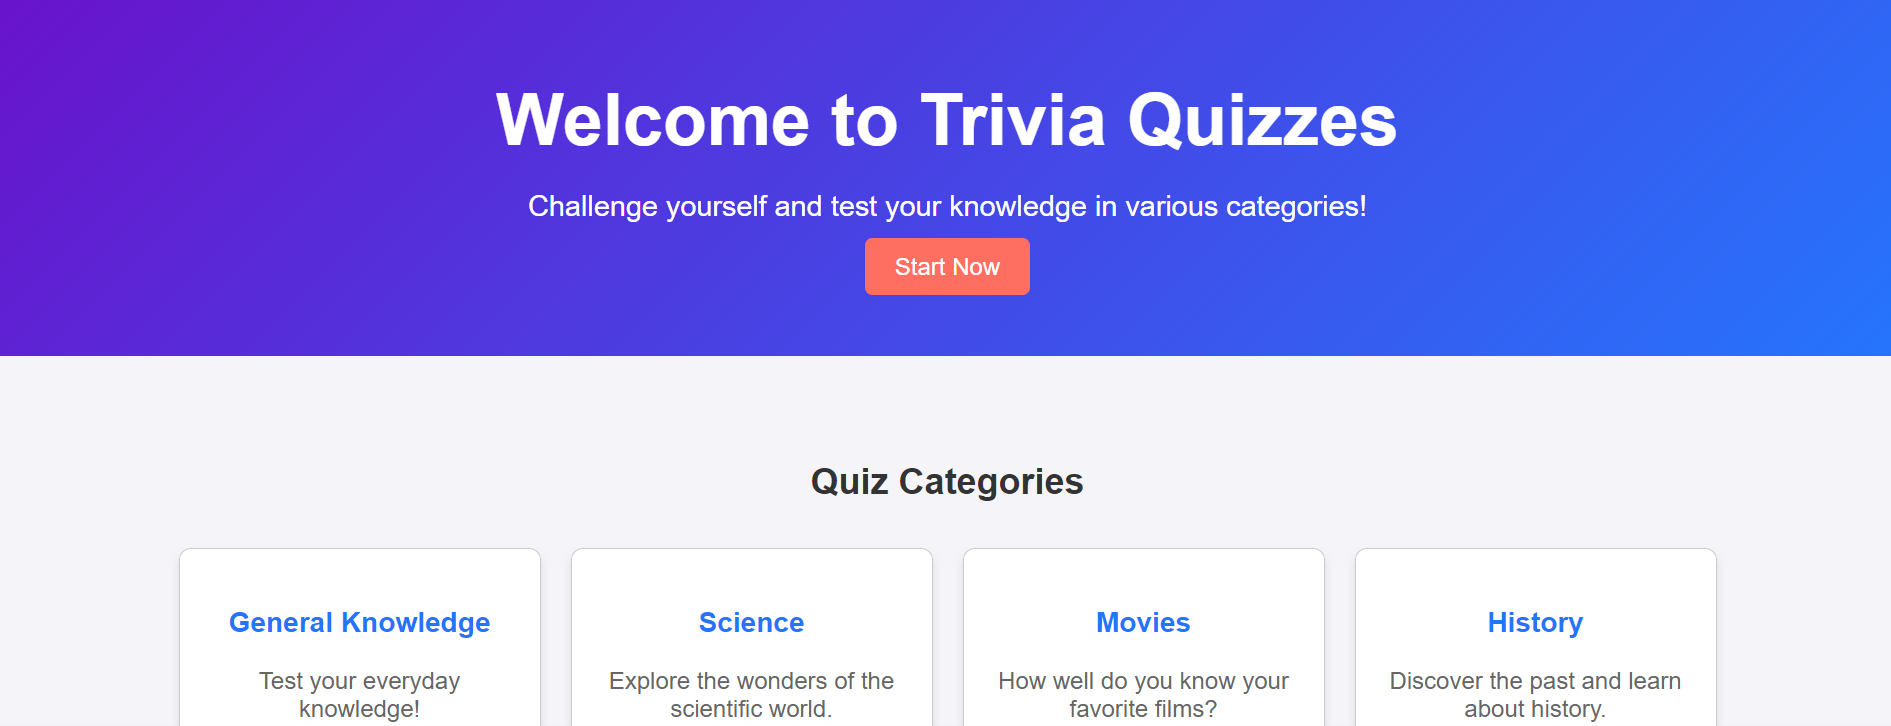 Welcome to Trivia Quizzes
Challenge yourself and test your knowledge in various categories!
Start Now
Quiz Categories
General Knowledge
Test your everyday
knowledge!
Science
Explore the wonders of the
scientific world.
Movies
How well do you know your
favorite films?
History
Discover the past and learn
about history.